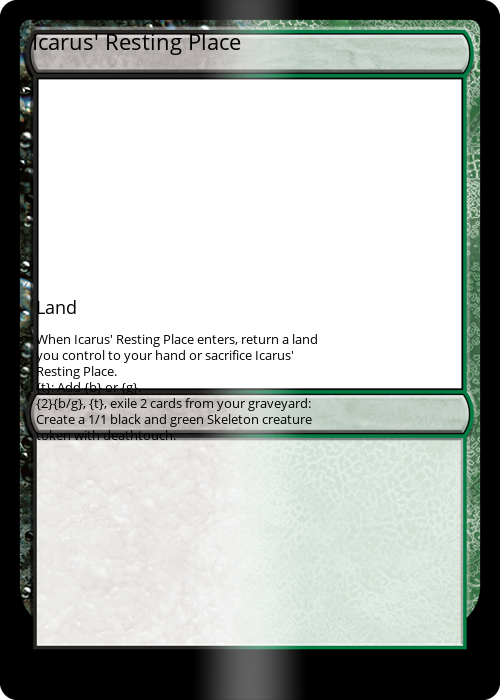 Icarus' Resting Place
Land
When Icarus' Resting Place enters, return a land
you control to your hand or sacrifice Icarus'
Resting Place.
{t}: Add {b} or {g}.
{2}{b/g}, {t}, exile 2 cards from your graveyard:
Create a 1/1 black and green Skeleton creature
token with deathtouch.